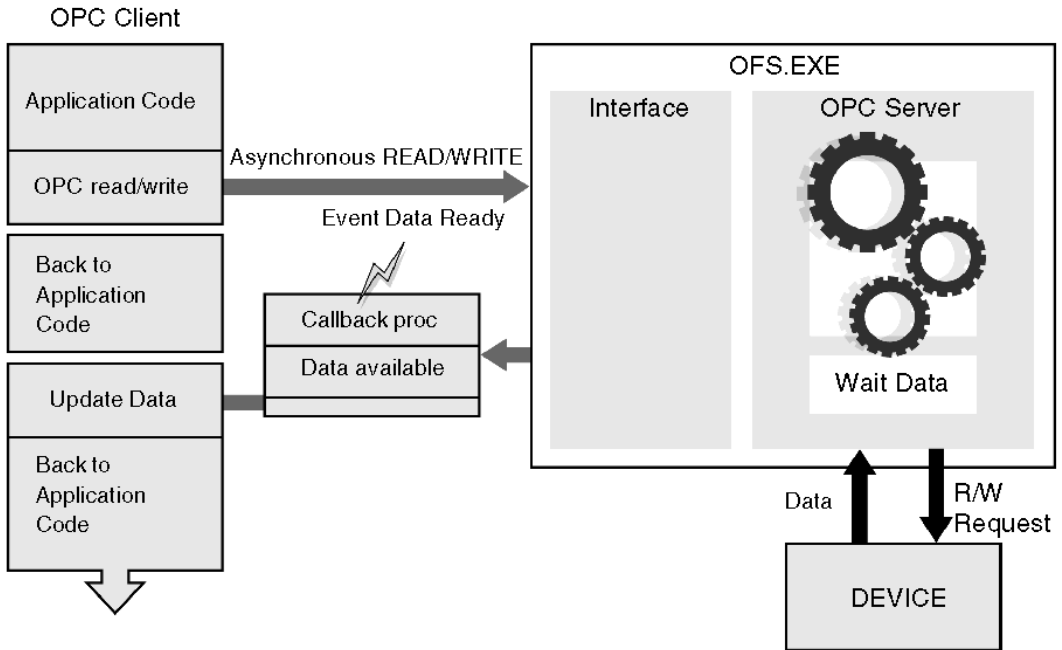 OPC Client
Application Code
OPC read/write
Back to
Application
Code
Update Data
Back to
Application
Code
Asynchronous READ/WRITE
Event Data Ready
Callback proc
Data available
OFS.EXE
Interface
OPC Server
Wait Data
Data
R/W
Request
DEVICE